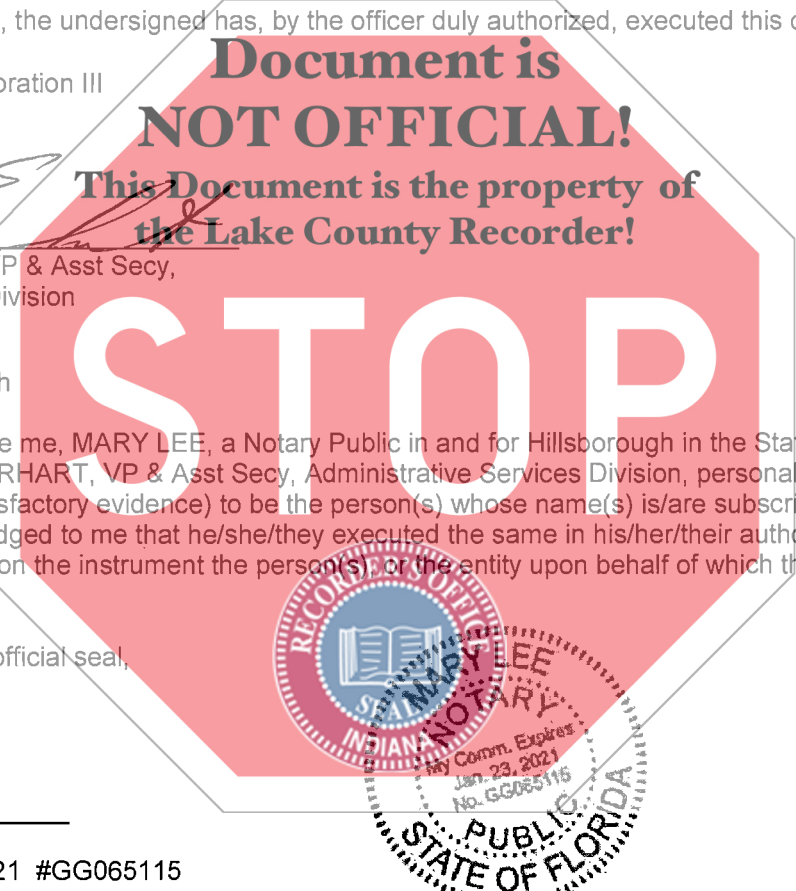 , the undersigned has, by the officer duly authorized, executed this
Document is
oration III
NOT OFFICIAL!
This Document is the property of
the Lake County Recorder!
P & Asst Secy,
ivision
STOP
h
e me, MARY LEE, a Notary Public in and for Hillsborough in the Sta
RHART, VP & Asst Secy, Administrative Services Division, personal
sfactory evidence) to be the person(s) whose name(s) is/are subscri
dged to me that he/she/they executed the same in his/her/their autho
on the instrument the person(s), or the entity upon behalf of which th
RECORDER'S OFFICE
SEAL
INDIANA
official seal,
MARY LEE
NOTARY
My Comm. Expires
Jan. 23, 2021
No. GG065115
PUBLIC
STATE OF FLORIDA
21 #GG065115